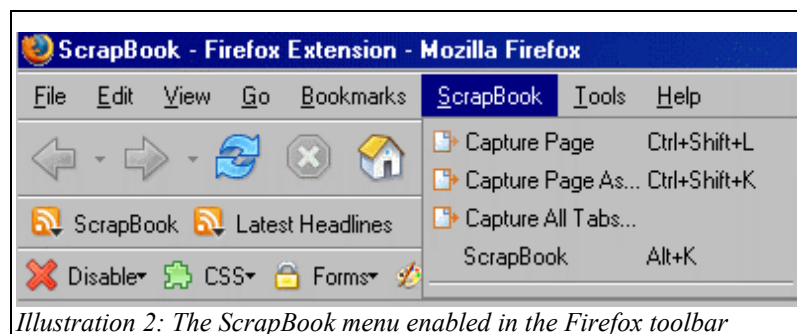 ScrapBook - Firefox Extension - Mozilla Firefox
File Edit View Go Bookmarks ScrapBook Tools Help
Capture Page Ctrl+Shift+L
Capture Page As... Ctrl+Shift+K
Capture All Tabs...
ScrapBook Alt+K
ScrapBook Latest Headlines
Disable CSS Forms
Illustration 2: The ScrapBook menu enabled in the Firefox toolbar